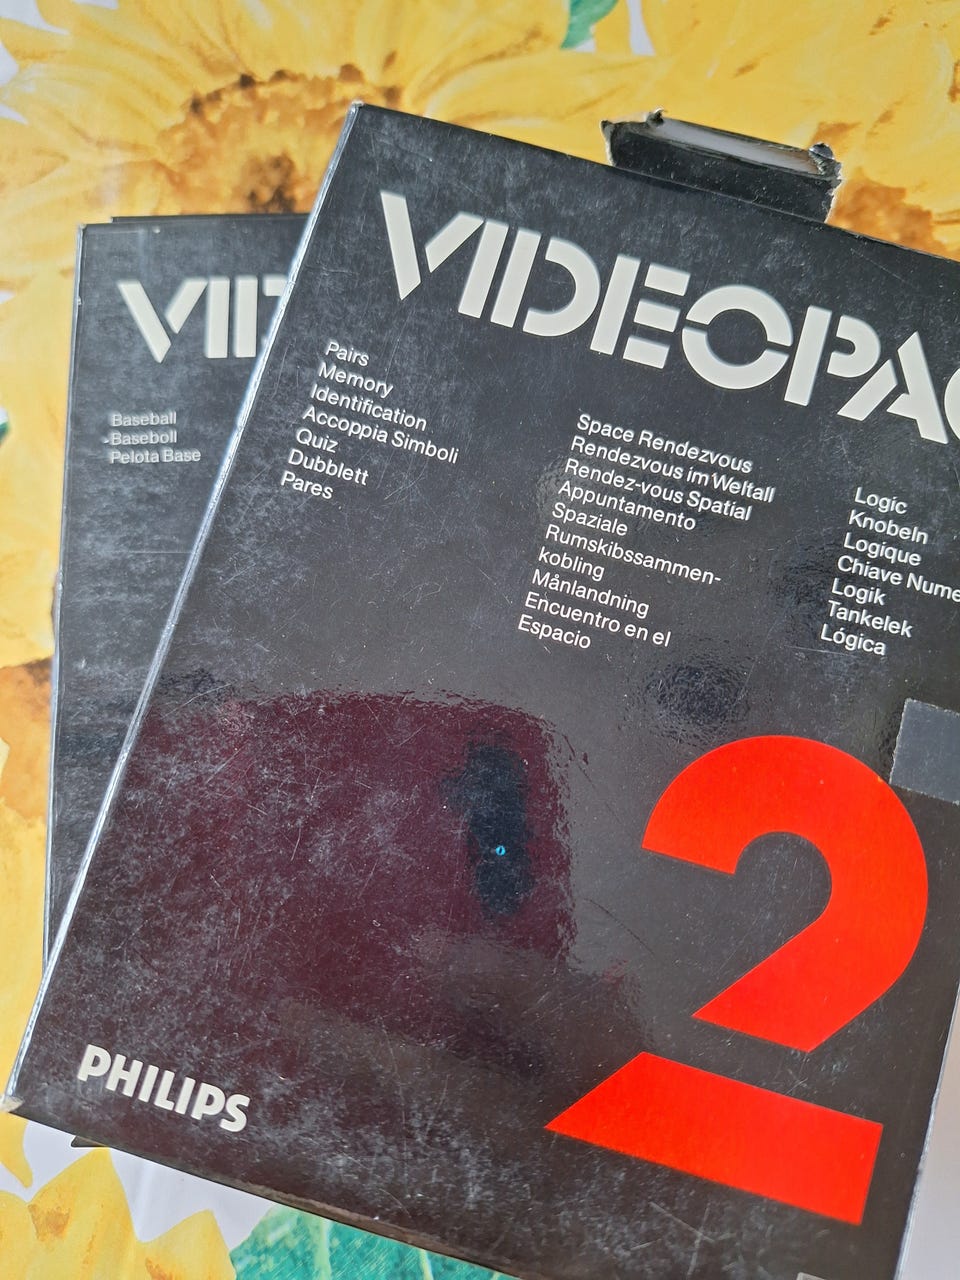 VIDEOPAC
Pairs
Memory
Identification
Accoppia Simboli
Quiz
Dubblett
Pares
Space Rendezvous
Rendezvous im Weltall
Rendez-vous Spatial
Appuntamento
Spaziale
Rumskibssammen-
kobling
Månlandning
Encuentro en el
Espacio
Logic
Knobeln
Logique
Chiave Nume
Logik
Tankelek
Lógica
2
PHILIPS
Baseball
Baseboll
Pelota Base